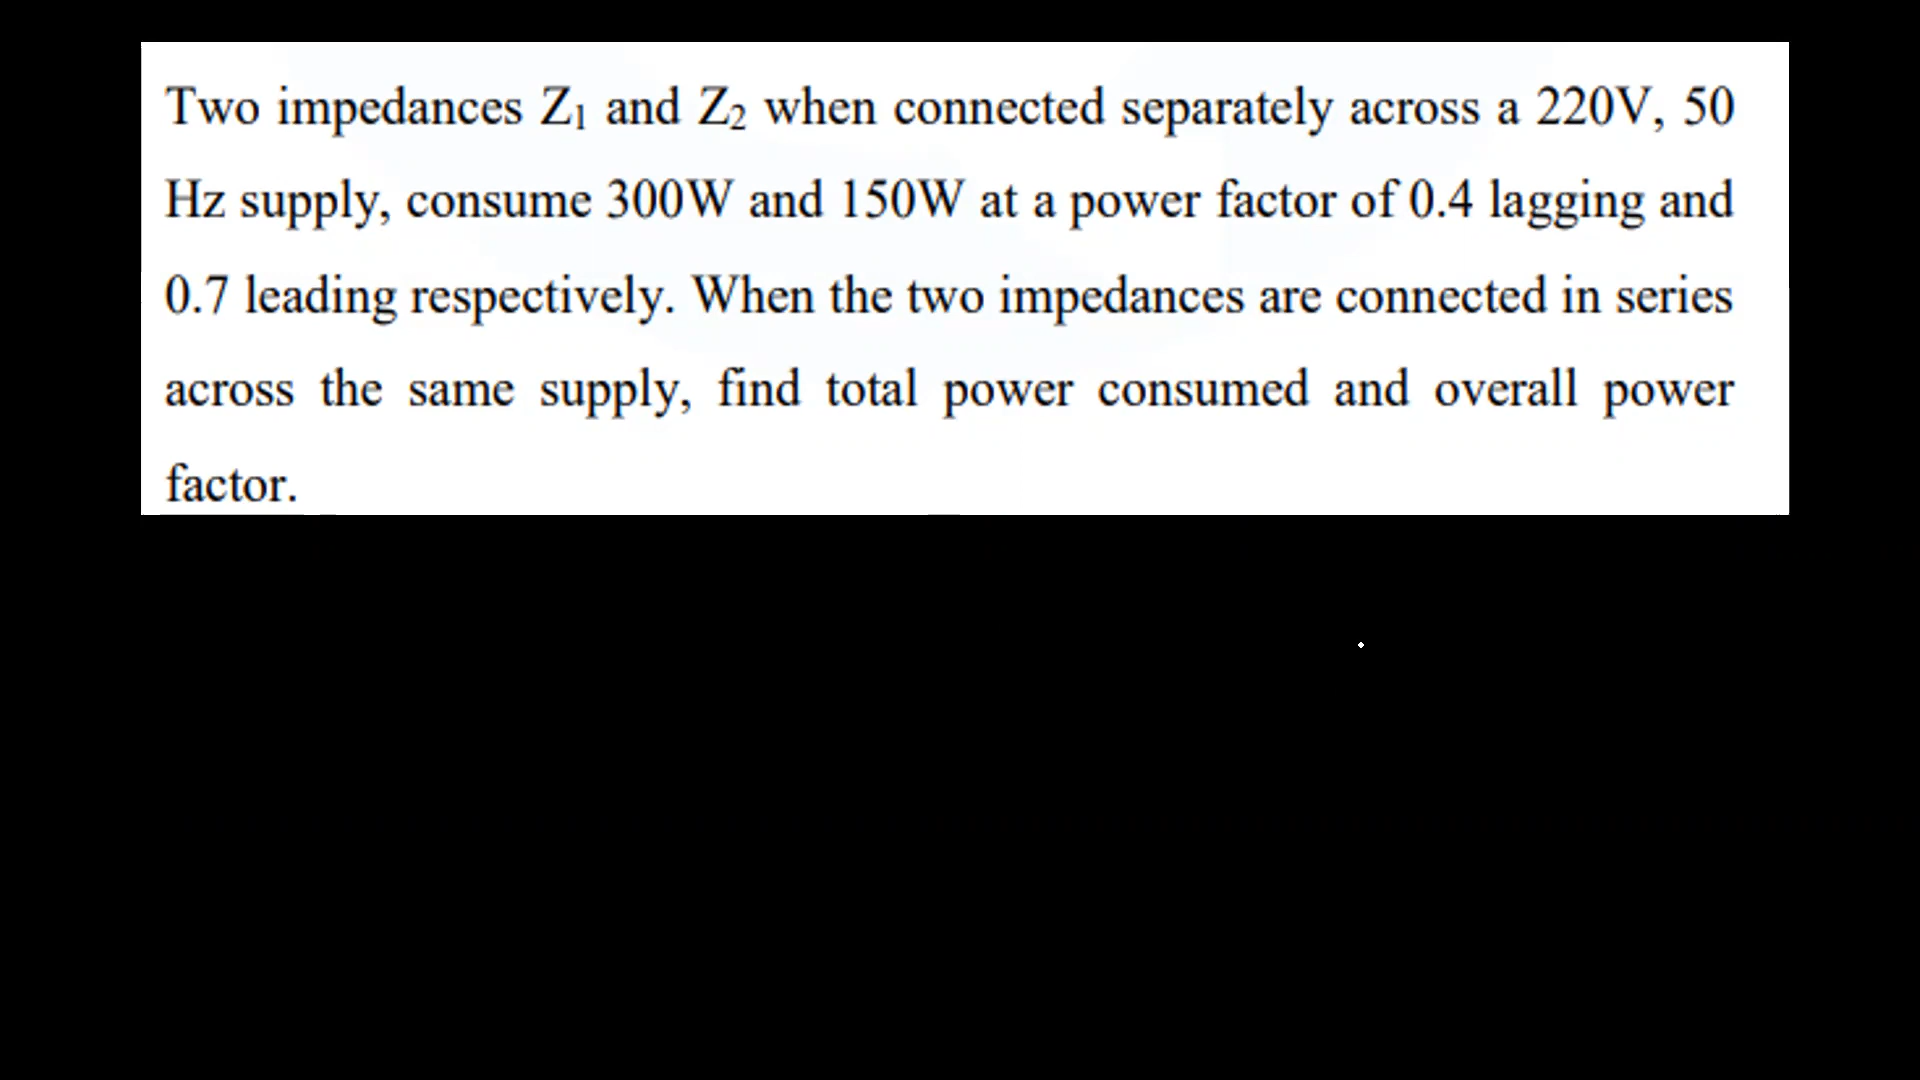 Two impedances Z₁ and Z₂ when connected separately across a 220V, 50
Hz supply, consume 300W and 150W at a power factor of 0.4 lagging and
0.7 leading respectively. When the two impedances are connected in series
across the same supply, find total power consumed and overall power
factor.